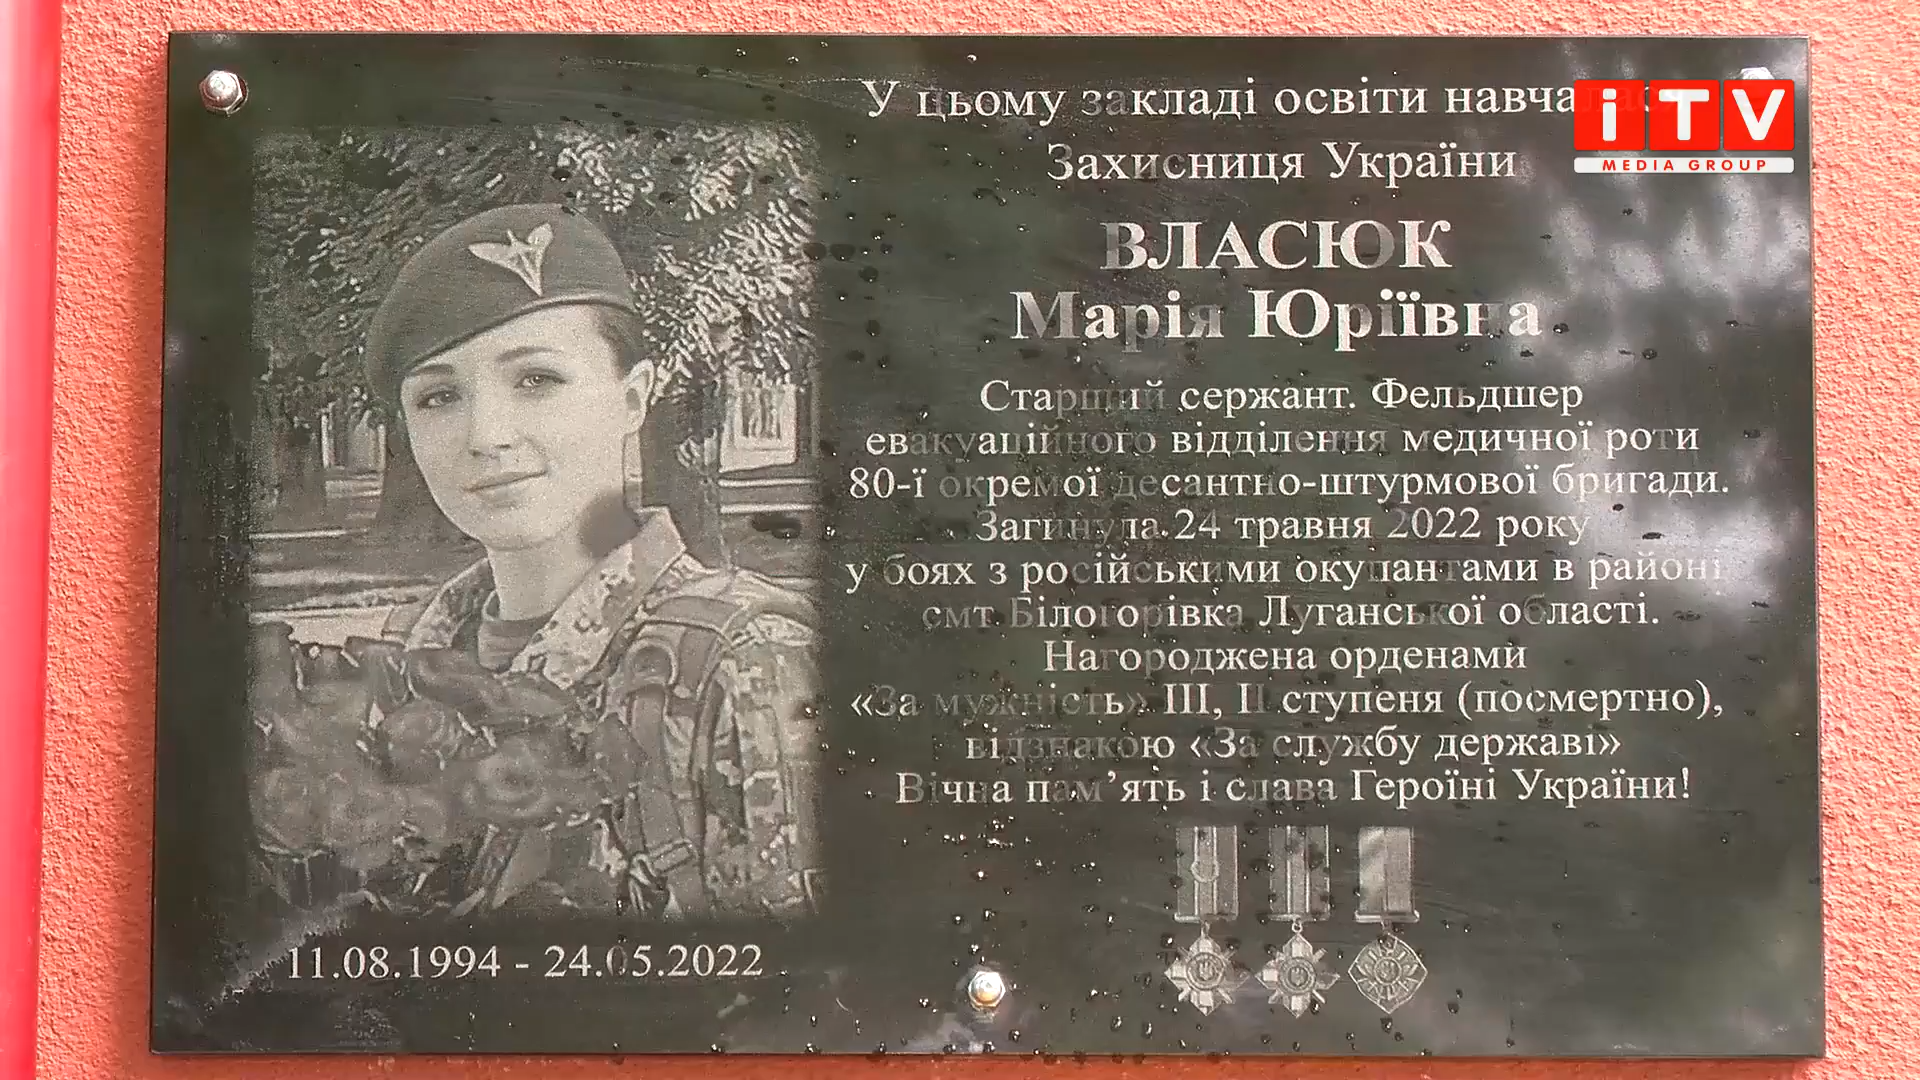 У цьому закладі освіти навчалась
iTV
MEDIA GROUP
Захисниця України
ВЛАСЮК
Марія Юріївна
Старший сержант. Фельдшер
евакуаційного відділення медичної роти
80-ї окремої десантно-штурмової бригади.
Загинула 24 травня 2022 року
у боях з російськими окупантами в районі
смт Білогорівка Луганської області.
Нагороджена орденами
«За мужність» ІІІ, ІІ ступеня (посмертно),
відзнакою «За службу державі»
Вічна пам’ять і слава Героїні України!
11.08.1994 - 24.05.2022